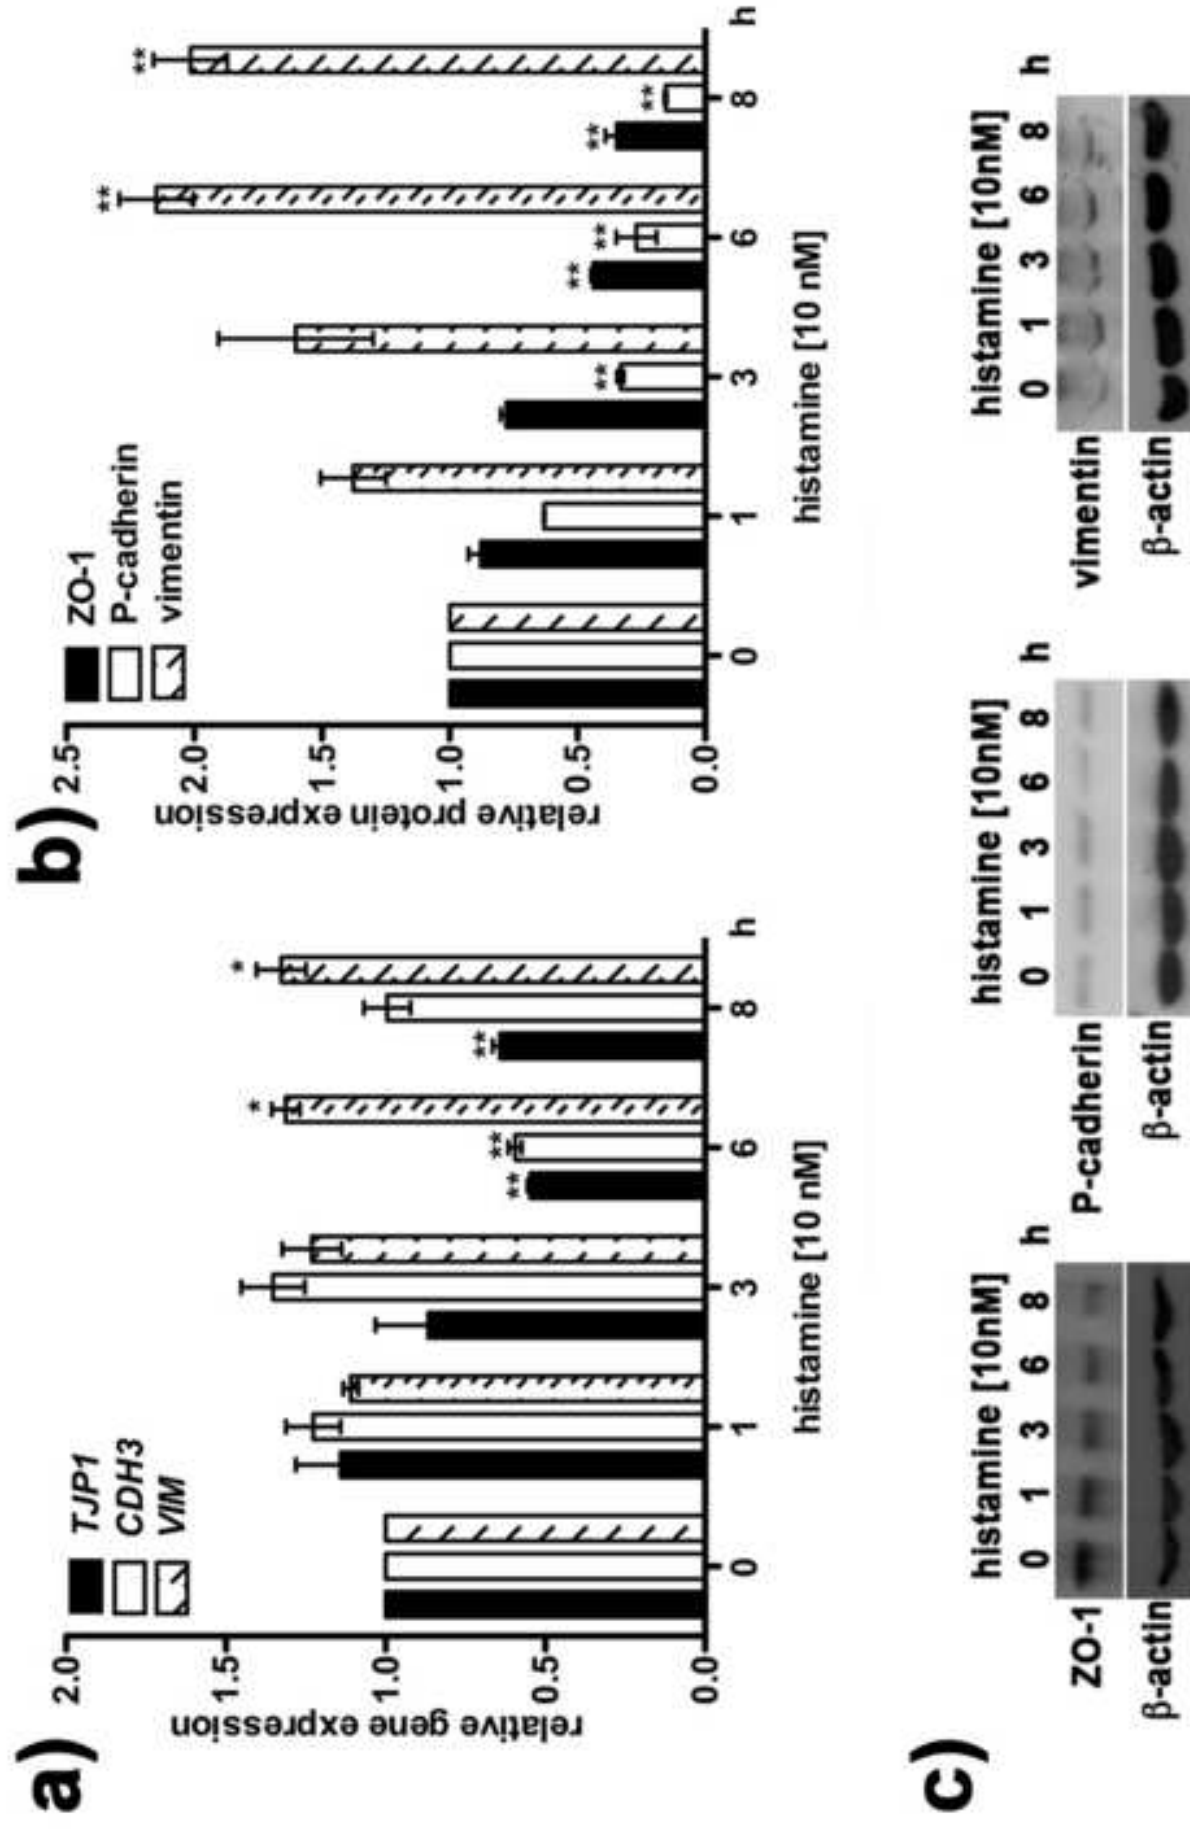 a)
TJP1
CDH3
VIM
relative gene expression
2.0
1.5
1.0
0.5
0.0
* * ** ** ** 
0 1 3 6 8 h
histamine [10 nM]
b)
ZO-1
P-cadherin
vimentin
relative protein expression
2.5
2.0
1.5
1.0
0.5
0.0
** ** ** ** ** ** **
0 1 3 6 8 h
histamine [10 nM]
c)
histamine [10nM]
0 1 3 6 8 h
ZO-1
β-actin
histamine [10nM]
0 1 3 6 8 h
P-cadherin
β-actin
histamine [10nM]
0 1 3 6 8 h
vimentin
β-actin